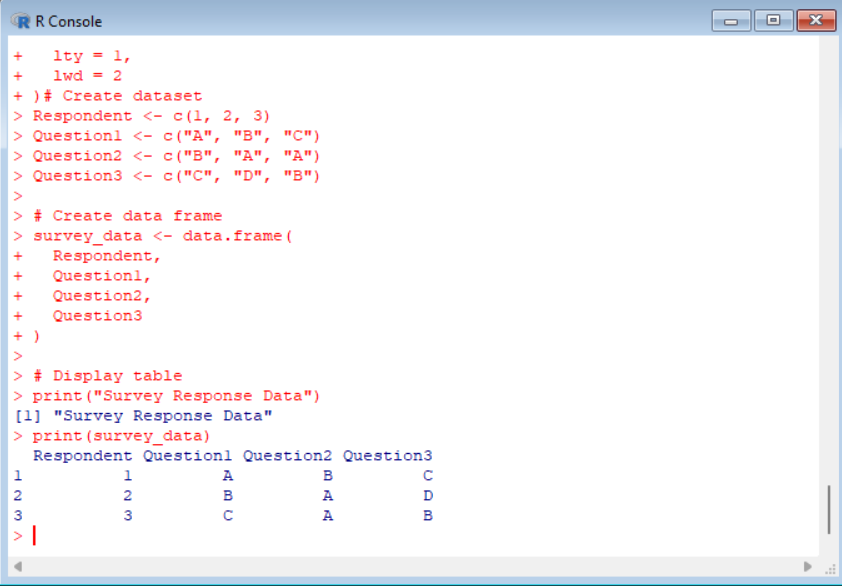 R Console
+   lty = 1,
+   lwd = 2
+ )# Create dataset
> Respondent <- c(1, 2, 3)
> Question1 <- c("A", "B", "C")
> Question2 <- c("B", "A", "A")
> Question3 <- c("C", "D", "B")
>
> # Create data frame
> survey_data <- data.frame(
+   Respondent,
+   Question1,
+   Question2,
+   Question3
+ )
>
> # Display table
> print("Survey Response Data")
[1] "Survey Response Data"
> print(survey_data)
  Respondent Question1 Question2 Question3
1          1         A         B         C
2          2         B         A         D
3          3         C         A         B
>